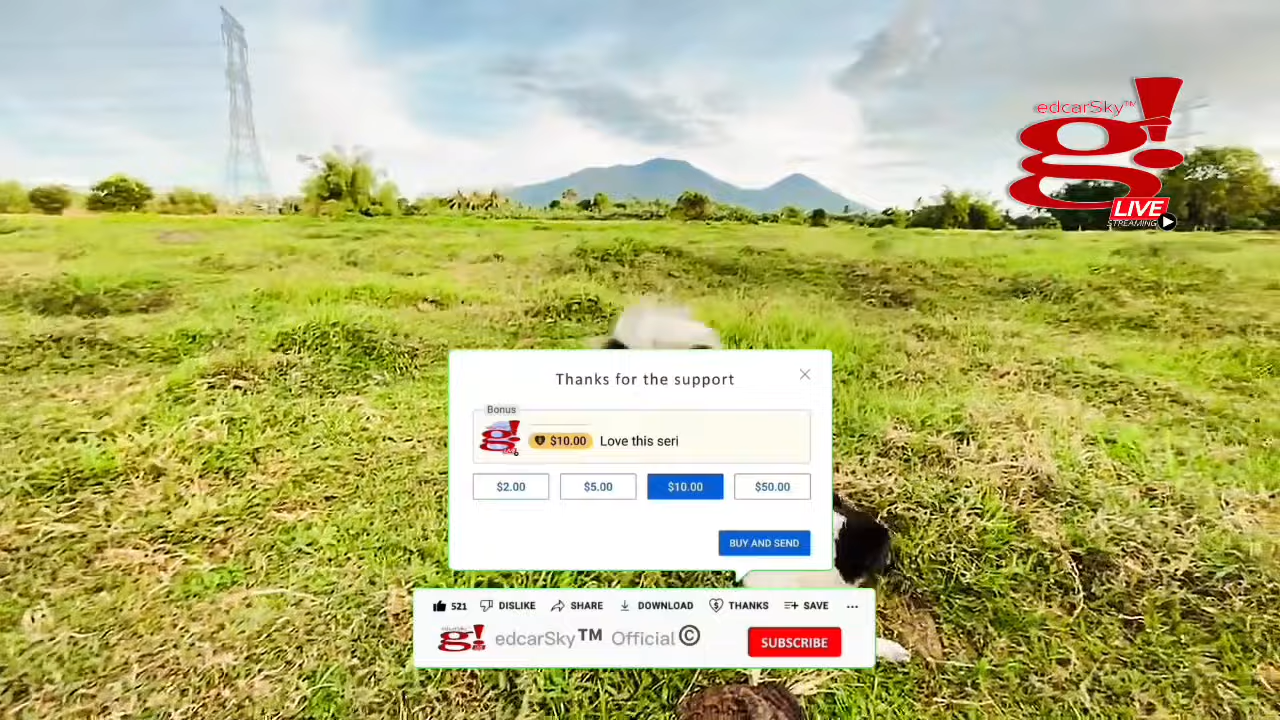 edcarSky™
g!
LIVE
STREAMING
Thanks for the support
Bonus
g!
$10.00 Love this seri
$2.00 $5.00 $10.00 $50.00
BUY AND SEND
521 DISLIKE SHARE DOWNLOAD THANKS SAVE ...
edcarSky™
g!
edcarSky™ Official©
SUBSCRIBE